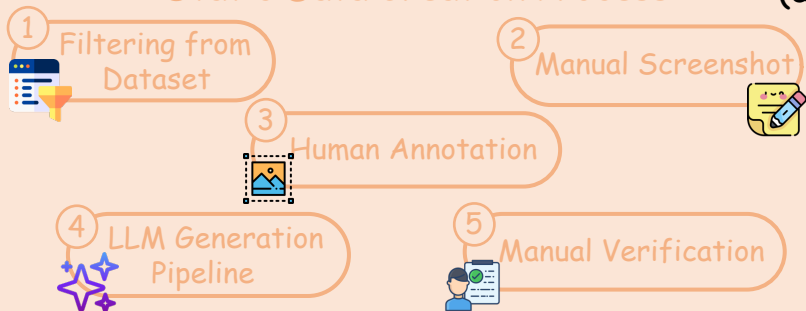 1
Filtering from
Dataset
2
Manual Screenshot
3
Human Annotation
4
LLM Generation
Pipeline
5
Manual Verification